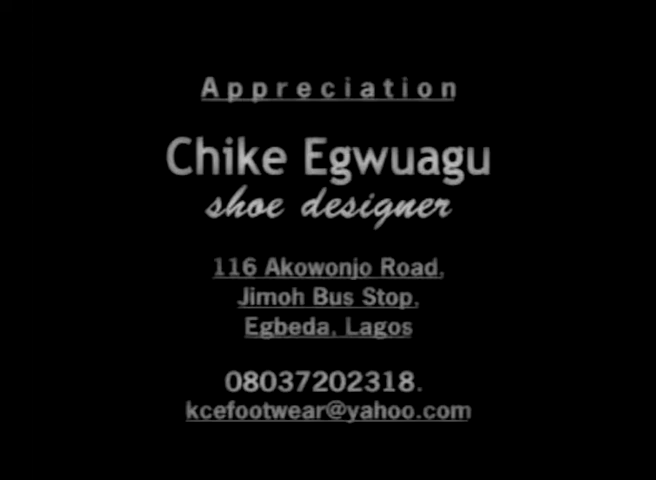 Appreciation
Chike Egwuagu
shoe designer
116 Akowonjo Road,
Jimoh Bus Stop,
Egbeda, Lagos
08037202318.
kcefootwear@yahoo.com